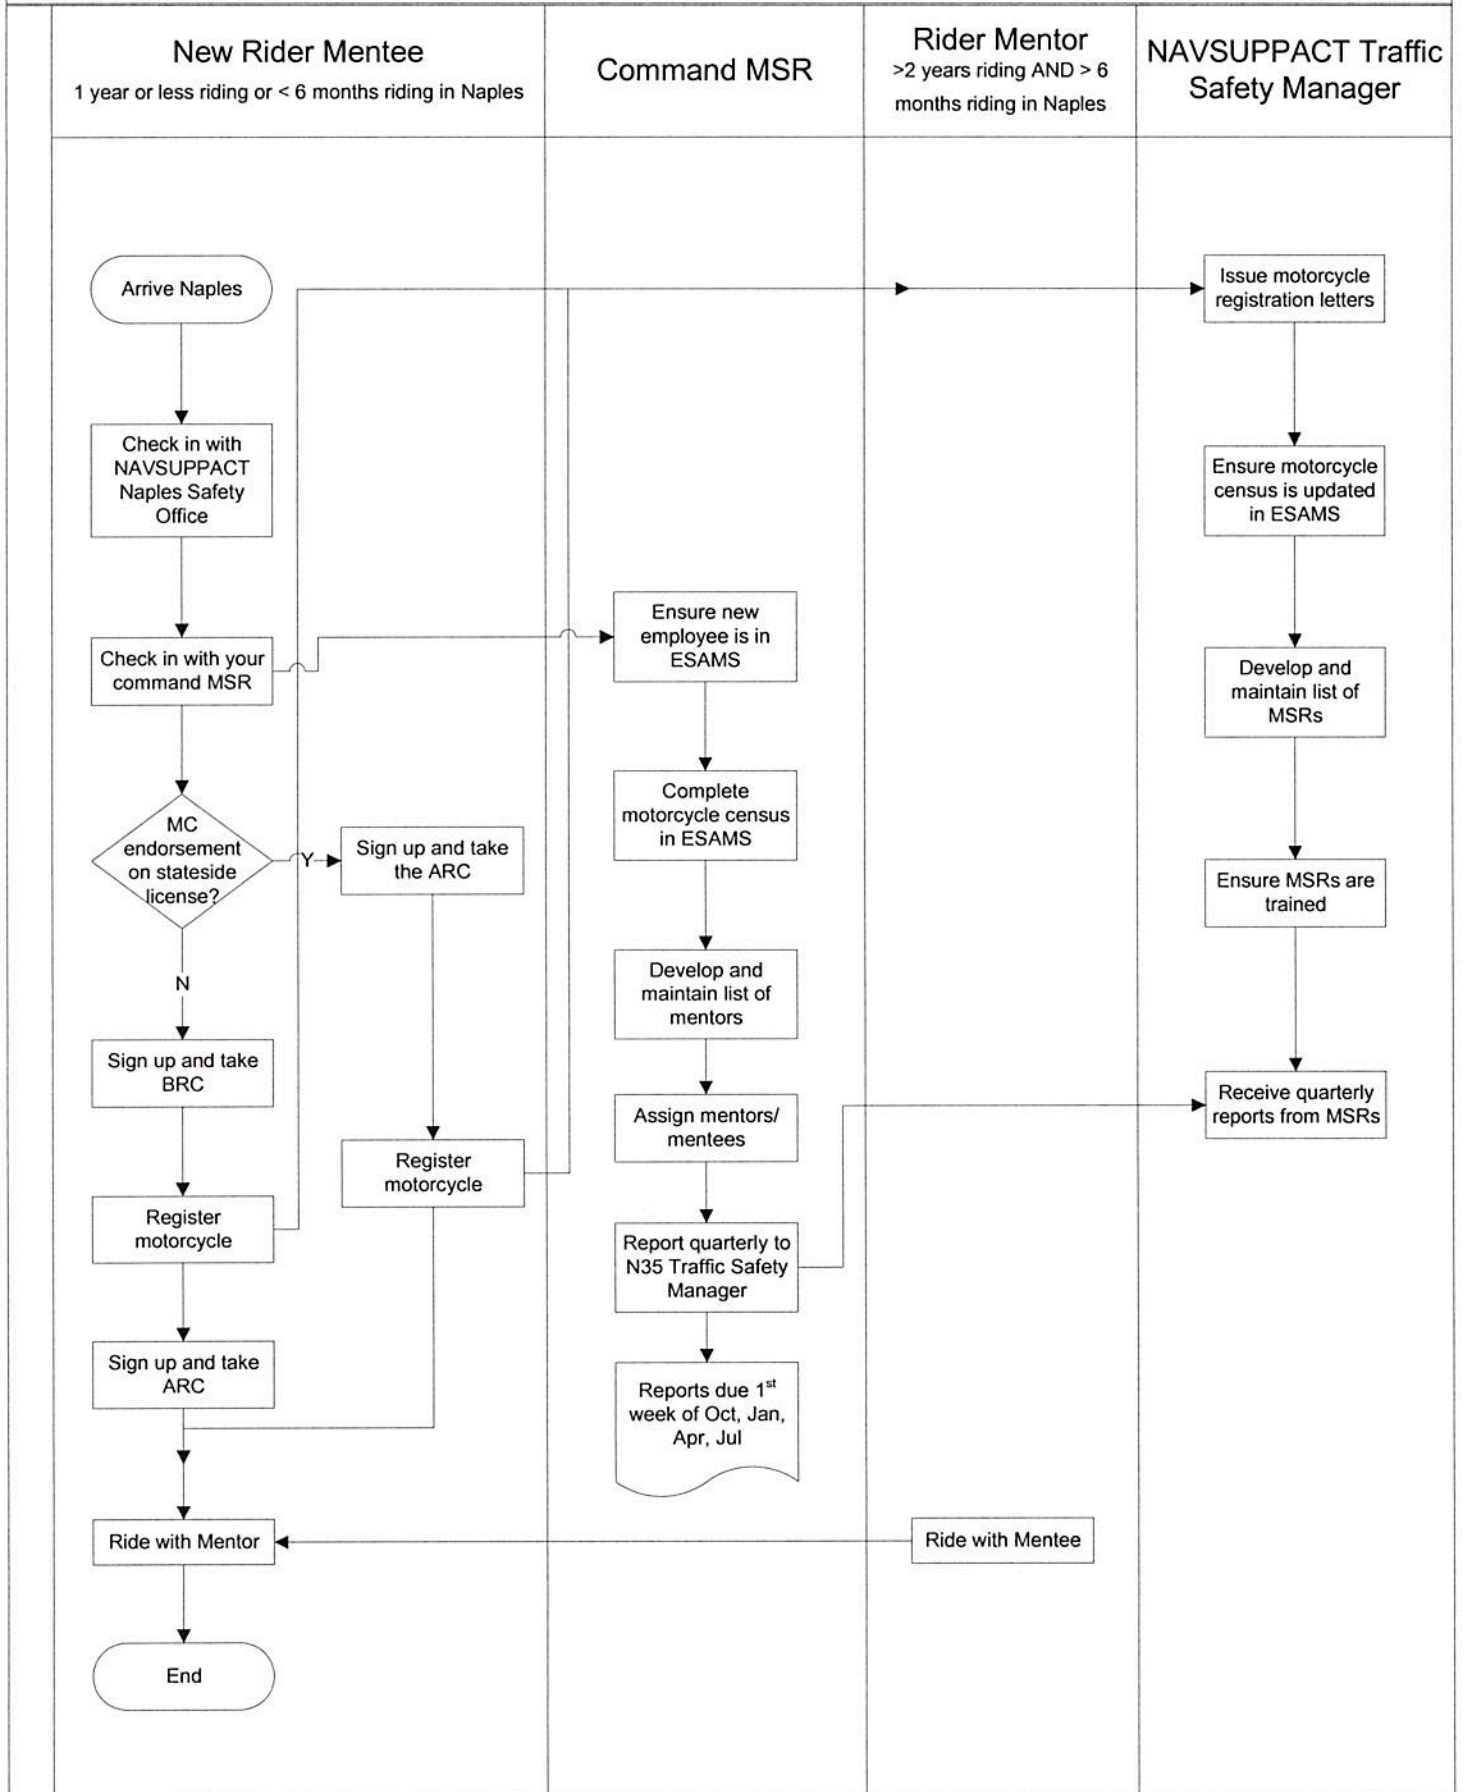 New Rider Mentee
1 year or less riding or < 6 months riding in Naples
Command MSR
Rider Mentor
>2 years riding AND > 6
months riding in Naples
NAVSUPPACT Traffic
Safety Manager
Arrive Naples
Check in with
NAVSUPPACT
Naples Safety
Office
Check in with your
command MSR
MC
endorsement
on stateside
license?
Y
Sign up and take
the ARC
N
Sign up and take
BRC
Register
motorcycle
Register
motorcycle
Sign up and take
ARC
Ride with Mentor
End
Ensure new
employee is in
ESAMS
Complete
motorcycle census
in ESAMS
Develop and
maintain list of
mentors
Assign mentors/
mentees
Report quarterly to
N35 Traffic Safety
Manager
Reports due 1st
week of Oct, Jan,
Apr, Jul
Ride with Mentee
Issue motorcycle
registration letters
Ensure motorcycle
census is updated
in ESAMS
Develop and
maintain list of
MSRs
Ensure MSRs are
trained
Receive quarterly
reports from MSRs